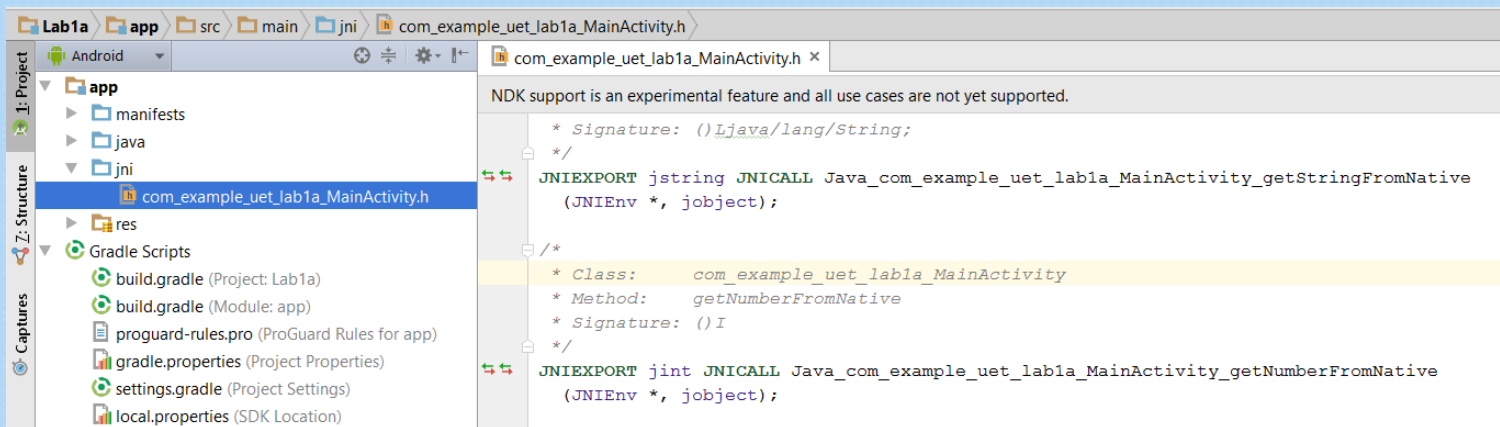 Lab1a app src main jni com_example_uet_lab1a_MainActivity.h
1: Project
Z: Structure
Captures
Android
app
manifests
java
jni
com_example_uet_lab1a_MainActivity.h
res
Gradle Scripts
build.gradle (Project: Lab1a)
build.gradle (Module: app)
proguard-rules.pro (ProGuard Rules for app)
gradle.properties (Project Properties)
settings.gradle (Project Settings)
local.properties (SDK Location)
com_example_uet_lab1a_MainActivity.h
NDK support is an experimental feature and all use cases are not yet supported.
* Signature: ()Ljava/lang/String;
*/
JNIEXPORT jstring JNICALL Java_com_example_uet_lab1a_MainActivity_getStringFromNative
(JNIEnv *, jobject);
/*
* Class: com_example_uet_lab1a_MainActivity
* Method: getNumberFromNative
* Signature: ()I
*/
JNIEXPORT jint JNICALL Java_com_example_uet_lab1a_MainActivity_getNumberFromNative
(JNIEnv *, jobject);